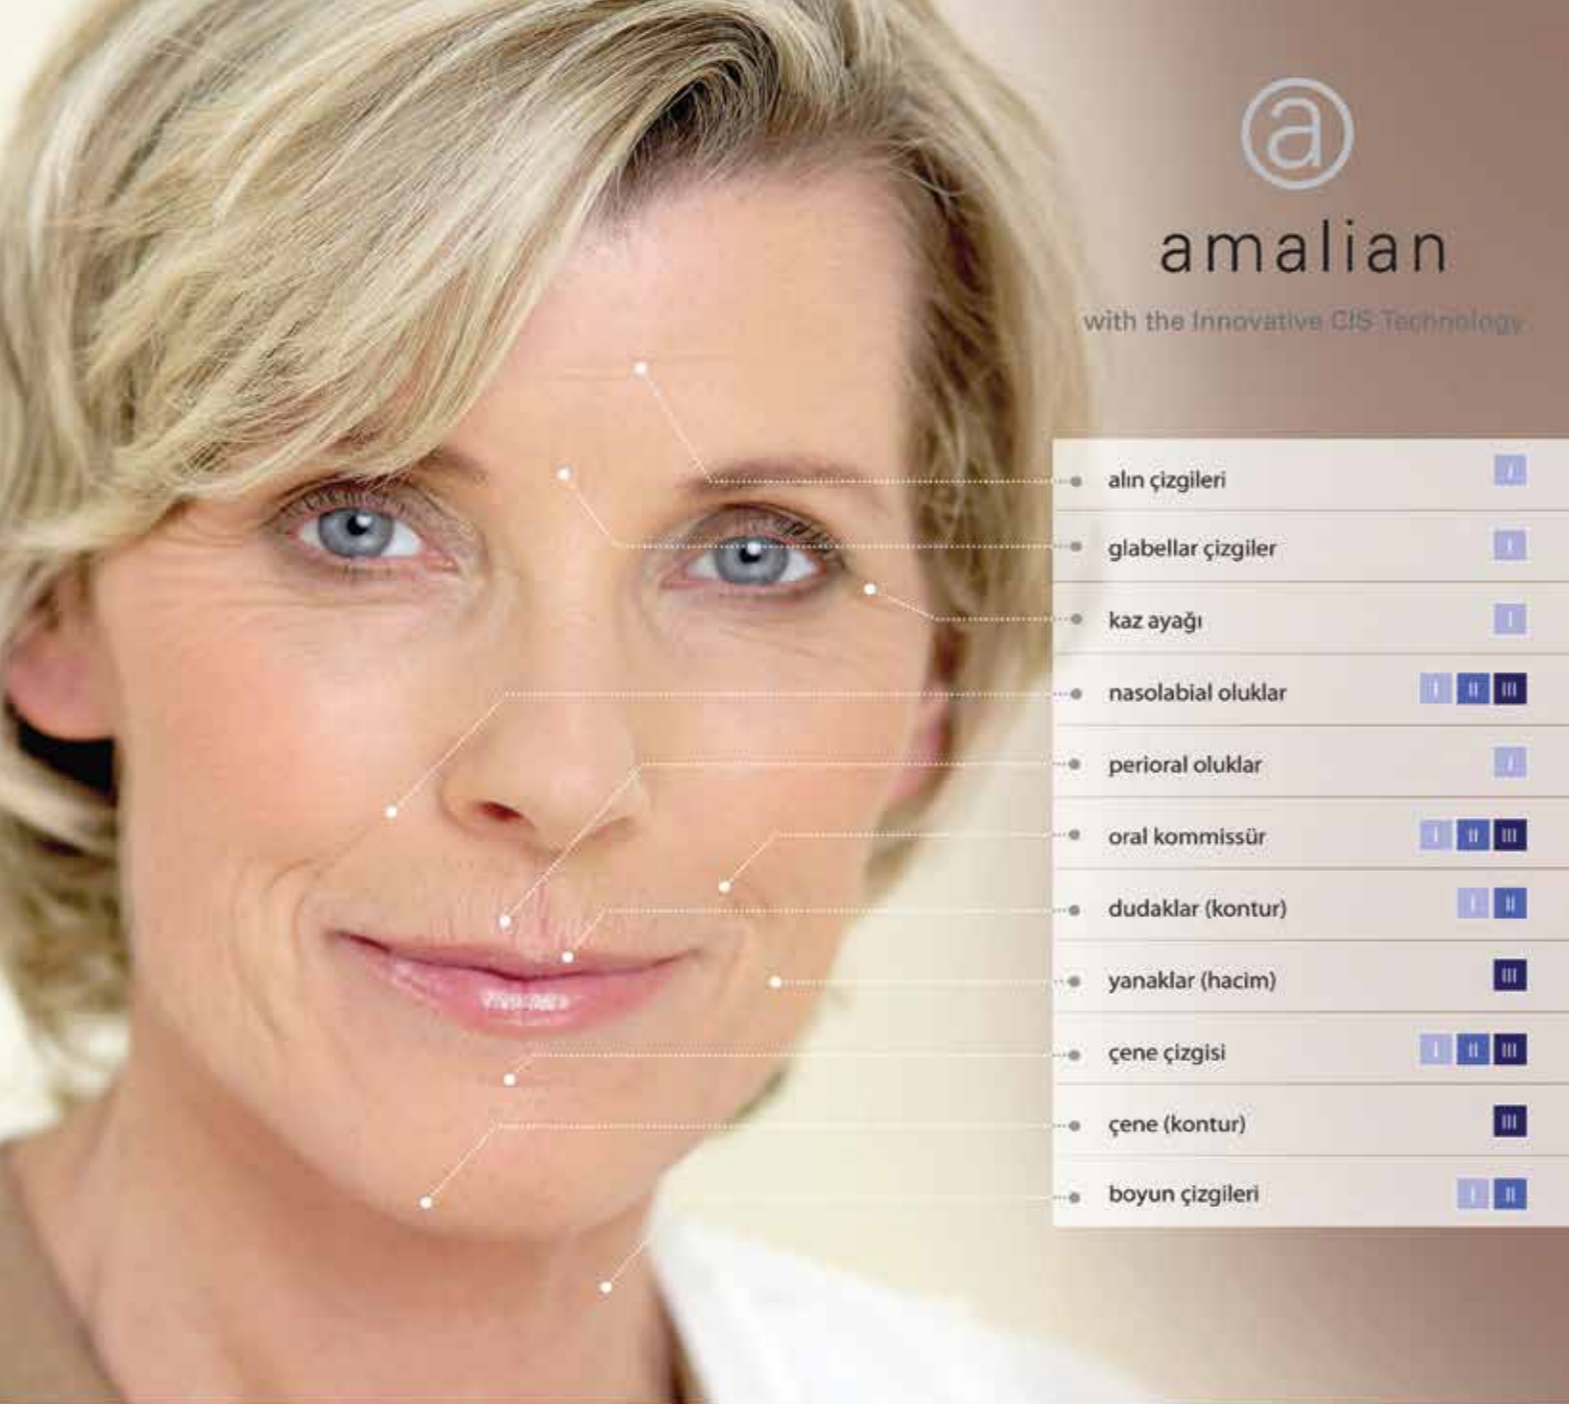 a
amalian
with the Innovative CIS Technology
alın çizgileri I
glabellar çizgiler I
kaz ayağı I
nasolabial oluklar I II III
perioral oluklar I
oral kommissür I II III
dudaklar (kontur) I II
yanaklar (hacim) III
çene çizgisi I II III
çene (kontur) III
boyun çizgileri I II